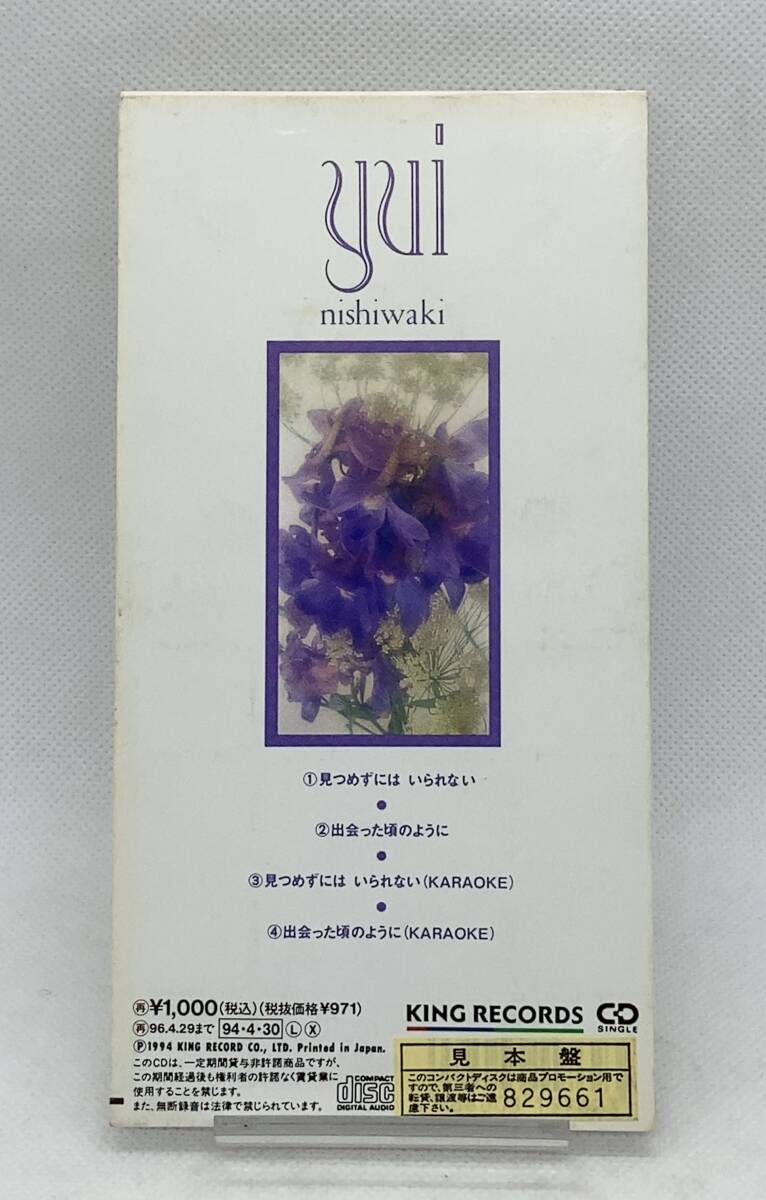 yui
nishiwaki
①見つめずには いられない
②出会った頃のように
③見つめずには いられない(KARAOKE)
④出会った頃のように(KARAOKE)
㊢¥1,000(税込)(税抜価格¥971)
再96.4.29まで 94・4・30 Ⓛ Ⓧ
Ⓟ1994 KING RECORD CO., LTD. Printed in Japan.
このCDは、一定期間貸与非許諾商品ですが、
この期間経過後も権利者の許諾なく賃貸業に
使用することを禁じます。
また、無断録音は法律で禁じられています。
COMPACT
disc
DIGITAL AUDIO
KING RECORDS
CD
SINGLE
見本盤
このコンパクトディスクは商品プロモーション用で
すので、第三者への
転貸、譲渡等はご遠
慮下さい。
829661